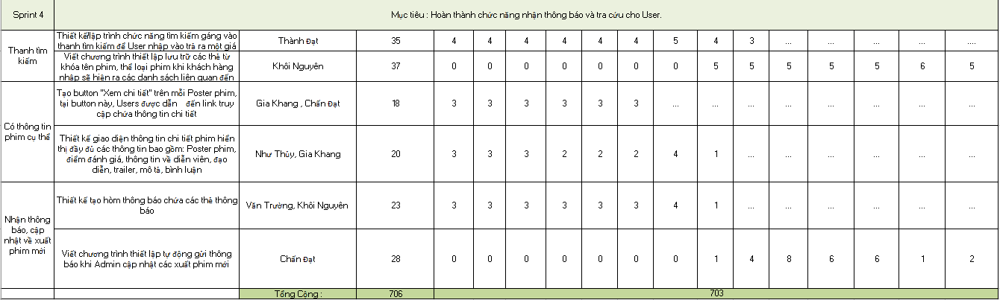 Sprint 4
Mục tiêu : Hoàn thành chức năng nhận thông báo và tra cứu cho User.
Thanh tìm
kiếm
Thiết kế/lập trình chức năng tìm kiếm gáng vào
thanh tìm kiếm để User nhập vào trả ra một giá
Thành Đạt
35
4 4 4 4 4 4 5 4 3 ... ... ... ... ... ....
Viết chương trình thiết lập lưu trữ các thẻ từ
khóa tên phim, thể loại phim khi khách hàng
nhập sẽ hiện ra các danh sách liên quan đến
Khôi Nguyên
37
0 0 0 0 0 0 0 5 5 5 5 5 6 5
Có thông tin
phim cụ thể
Tạo button "Xem chi tiết" trên mỗi Poster phim,
tại button này, Users được dẫn đến link truy
cập chứa thông tin chi tiết
Gia Khang , Chấn Đạt
18
3 3 3 3 3 3 ... ... ... ... ... ... ... ...
Thiết kế giao diện thông tin chi tiết phim hiển
thị đầy đủ các thông tin bao gồm: Poster phim,
điểm đánh giá, thông tin về diễn viên, đạo
diễn, trailer, mô tả, bình luận
Như Thủy, Gia Khang
20
3 3 3 2 2 2 4 1 ... ... ... ... ... ...
Nhận thông
báo, cập
nhật về xuất
phim mới
Thiết kế tạo hòm thông báo chứa các thẻ thông
báo
Văn Trường, Khôi Nguyên
23
3 3 3 3 3 3 4 1 ... ... ... ... ... ...
Viết chương trình thiết lập tự động gửi thông
báo khi Admin cập nhật các xuất phim mới
Chấn Đạt
28
0 0 0 0 0 0 0 1 4 8 6 6 1 2
Tổng Cộng :
706
703